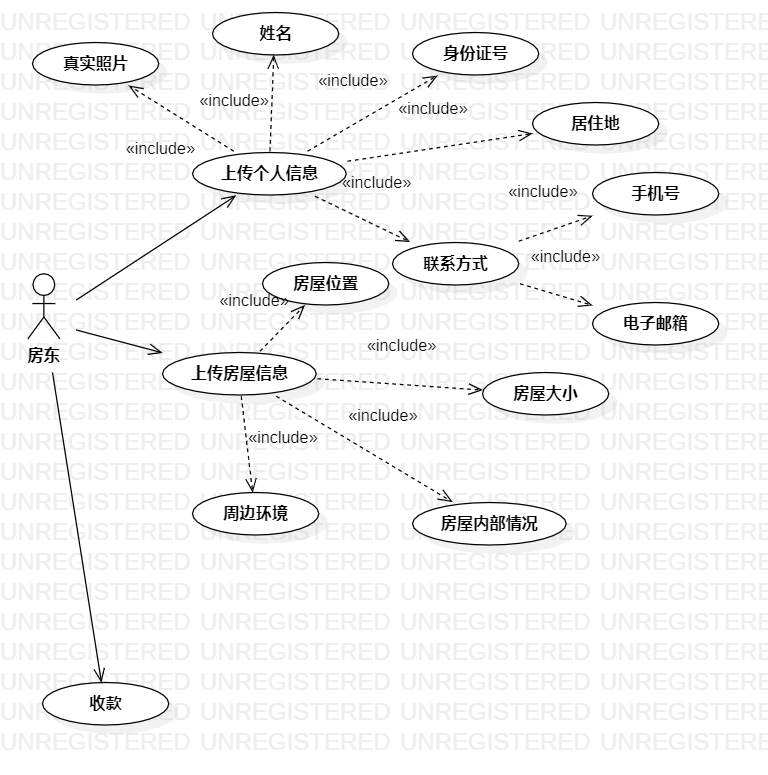 姓名
真实照片
身份证号
«include»
«include»
«include»
居住地
«include»
上传个人信息
«include»
«include»
手机号
联系方式
«include»
房屋位置
«include»
电子邮箱
房东
«include»
上传房屋信息
房屋大小
«include»
«include»
周边环境
房屋内部情况
收款
UNREGISTERED